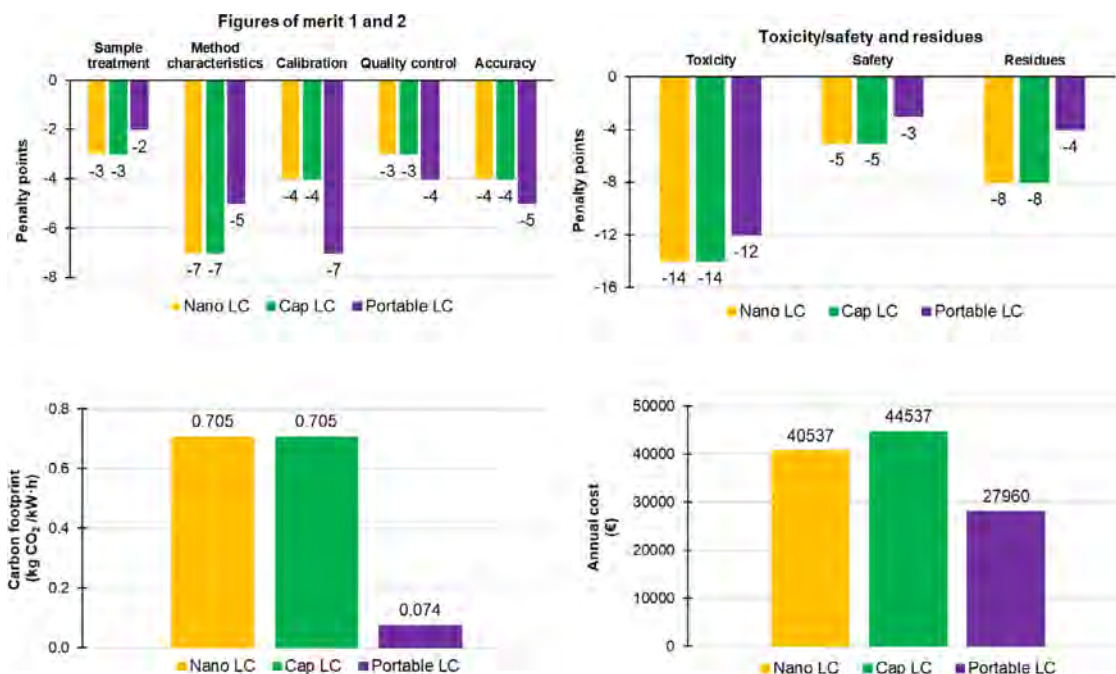 Figures of merit 1 and 2
Sample treatment
Method characteristics
Calibration
Quality control
Accuracy
Penalty points
0
-2
-4
-6
-8
-3
-3
-2
-7
-7
-5
-4
-4
-7
-3
-3
-4
-4
-4
-5
Nano LC
Cap LC
Portable LC
Toxicity/safety and residues
Toxicity
Safety
Residues
Penalty points
0
-4
-8
-12
-16
-14
-14
-12
-5
-5
-3
-8
-8
-4
Nano LC
Cap LC
Portable LC
Carbon footprint
(kg CO₂ /kW·h)
0.8
0.6
0.4
0.2
0.0
0.705
0.705
0.074
Nano LC
Cap LC
Portable LC
Annual cost
(€)
50000
40000
30000
20000
10000
0
40537
44537
27960
Nano LC
Cap LC
Portable LC